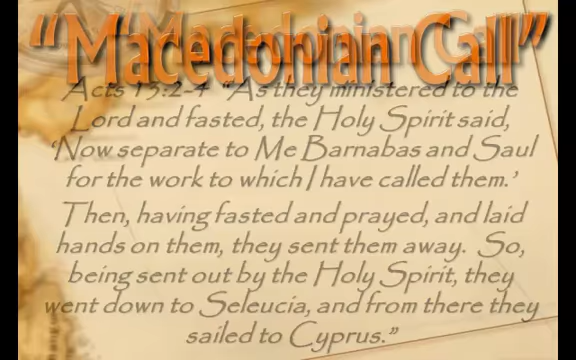 "Macedonian Call"
Acts 13:2-4 "As they ministered to the
Lord and fasted, the Holy Spirit said,
'Now separate to Me Barnabas and Saul
for the work to which I have called them.'
Then, having fasted and prayed, and laid
hands on them, they sent them away. So,
being sent out by the Holy Spirit, they
went down to Seleucia, and from there they
sailed to Cyprus."